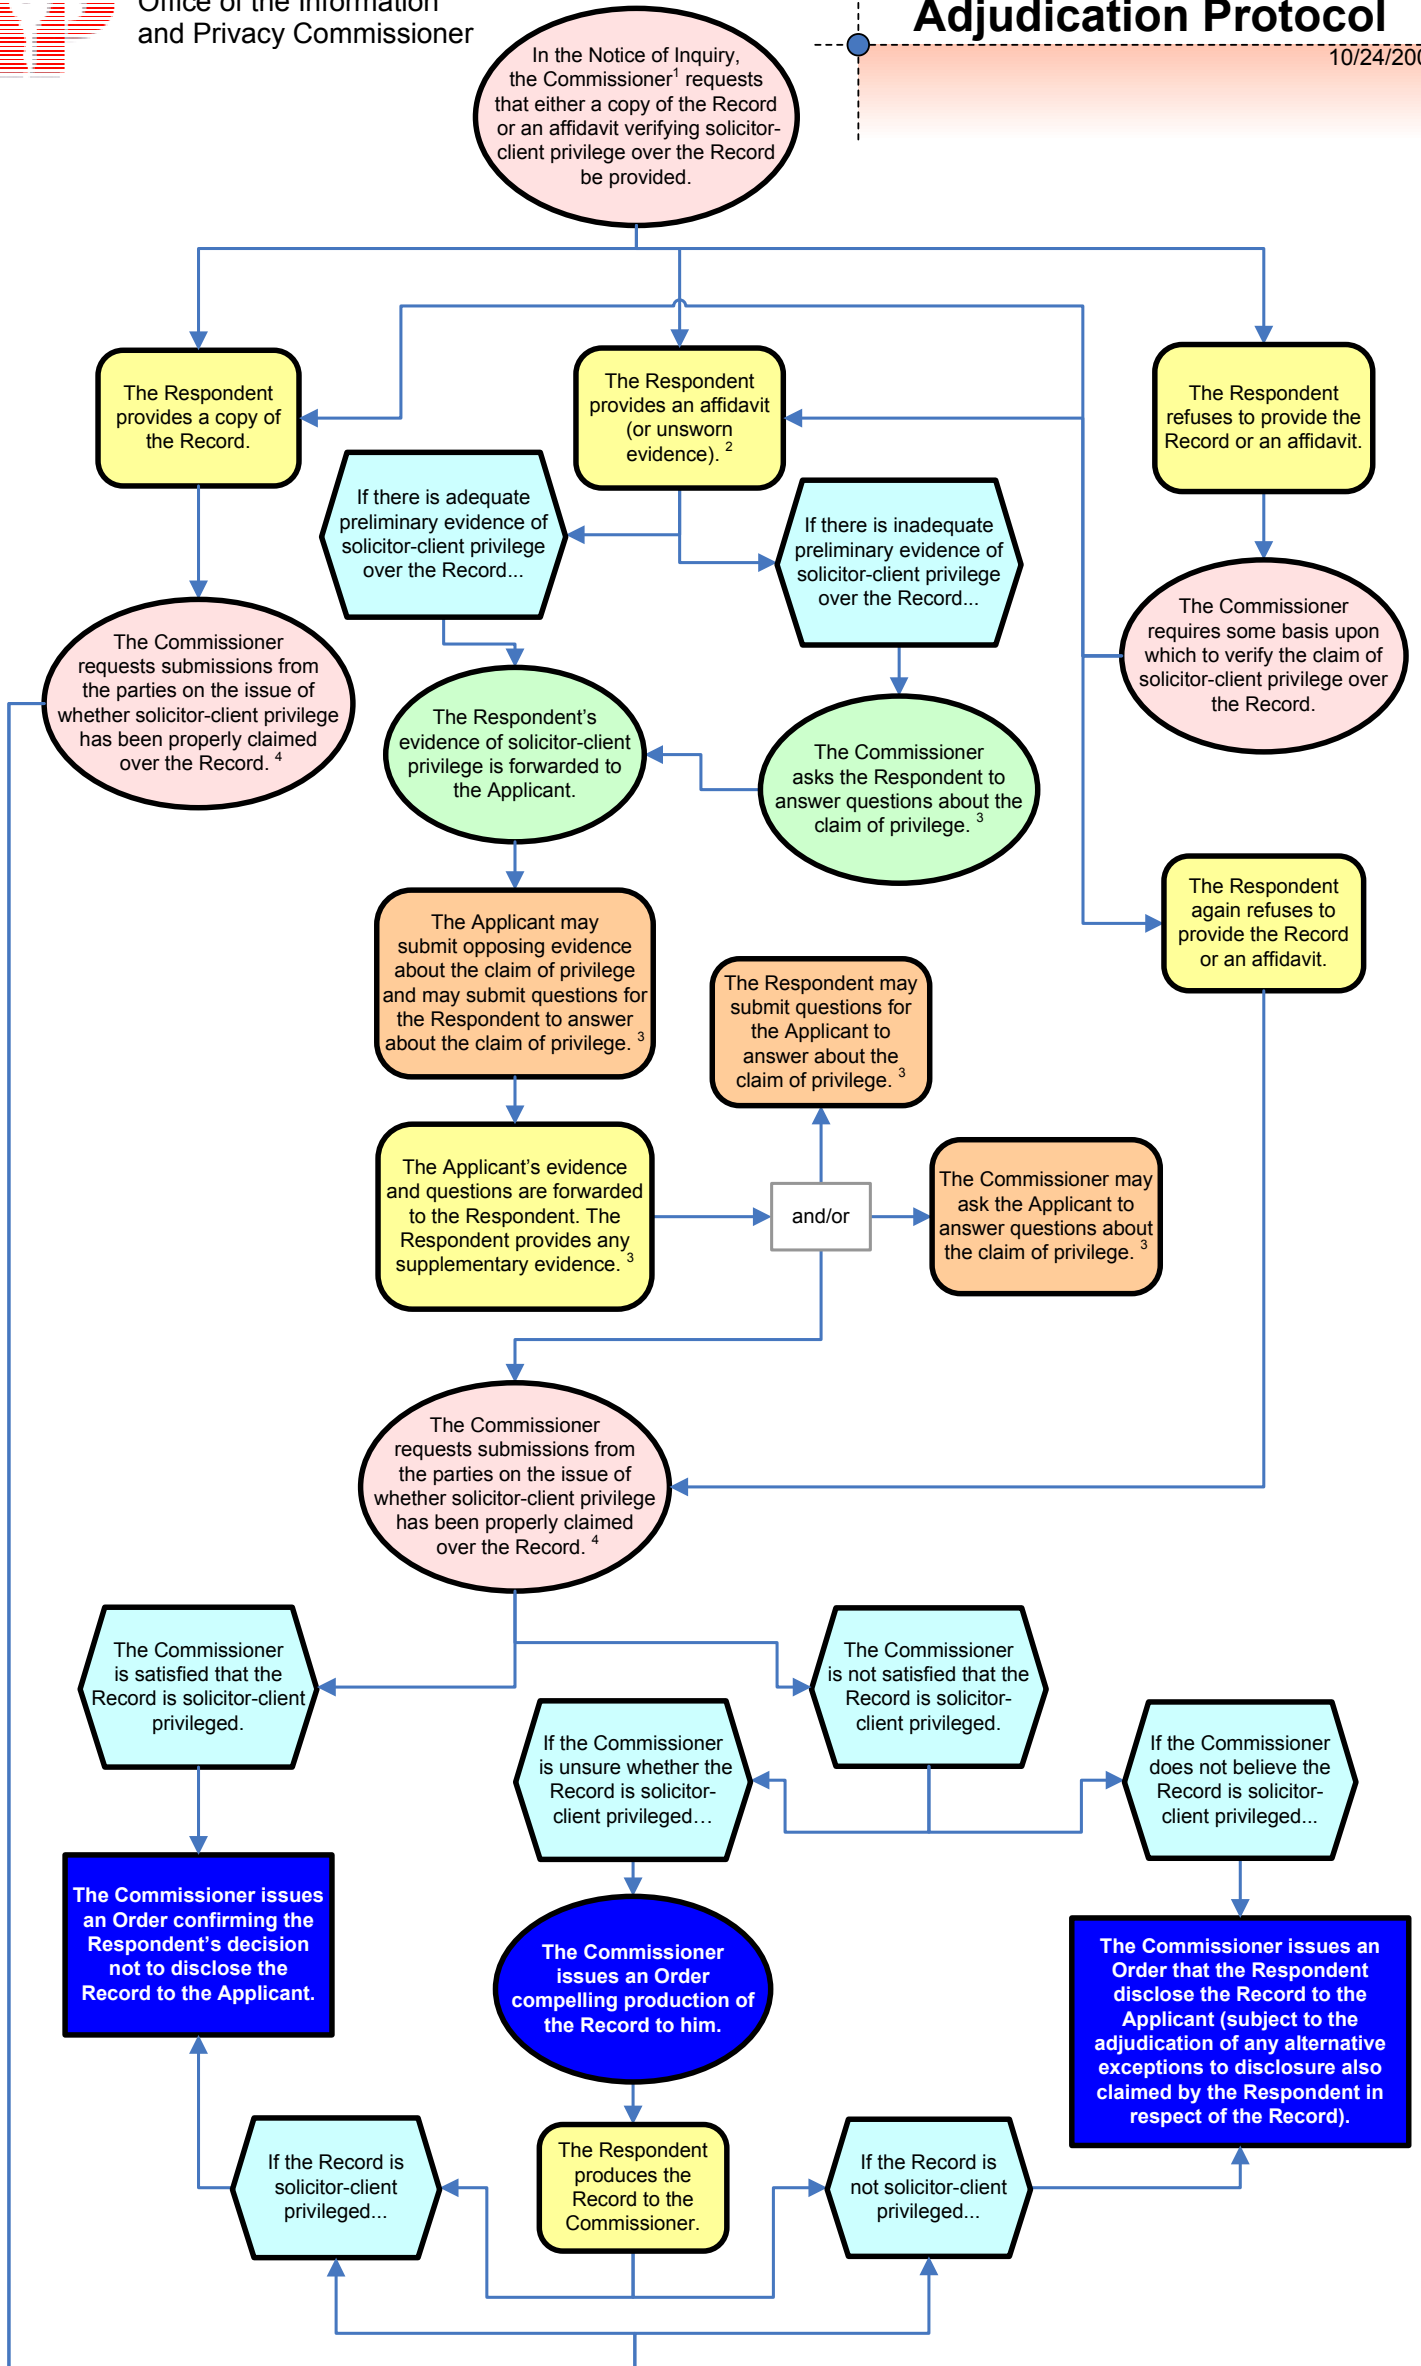 Office of the Information
and Privacy Commissioner
Adjudication Protocol
10/24/200
In the Notice of Inquiry,
the Commissioner¹ requests
that either a copy of the Record
or an affidavit verifying solicitor-
client privilege over the Record
be provided.
The Respondent
provides a copy of
the Record.
The Respondent
provides an affidavit
(or unsworn
evidence). ²
The Respondent
refuses to provide the
Record or an affidavit.
If there is adequate
preliminary evidence of
solicitor-client privilege
over the Record...
If there is inadequate
preliminary evidence of
solicitor-client privilege
over the Record...
The Commissioner
requests submissions from
the parties on the issue of
whether solicitor-client privilege
has been properly claimed
over the Record. ⁴
The Commissioner
requires some basis upon
which to verify the claim of
solicitor-client privilege over
the Record.
The Respondent's
evidence of solicitor-client
privilege is forwarded to
the Applicant.
The Commissioner
asks the Respondent to
answer questions about the
claim of privilege. ³
The Respondent
again refuses to
provide the Record
or an affidavit.
The Applicant may
submit opposing evidence
about the claim of privilege
and may submit questions for
the Respondent to answer
about the claim of privilege. ³
The Respondent may
submit questions for
the Applicant to
answer about the
claim of privilege. ³
The Applicant's evidence
and questions are forwarded
to the Respondent. The
Respondent provides any
supplementary evidence. ³
and/or
The Commissioner may
ask the Applicant to
answer questions about
the claim of privilege. ³
The Commissioner
requests submissions from
the parties on the issue of
whether solicitor-client privilege
has been properly claimed
over the Record. ⁴
The Commissioner
is satisfied that the
Record is solicitor-client
privileged.
The Commissioner
is not satisfied that the
Record is solicitor-
client privileged.
If the Commissioner
is unsure whether the
Record is solicitor-
client privileged…
If the Commissioner
does not believe the
Record is solicitor-
client privileged...
The Commissioner issues
an Order confirming the
Respondent's decision
not to disclose the
Record to the Applicant.
The Commissioner
issues an Order
compelling production of
the Record to him.
The Commissioner issues an
Order that the Respondent
disclose the Record to the
Applicant (subject to the
adjudication of any alternative
exceptions to disclosure also
claimed by the Respondent in
respect of the Record).
If the Record is
solicitor-client
privileged...
The Respondent
produces the
Record to the
Commissioner.
If the Record is
not solicitor-client
privileged...